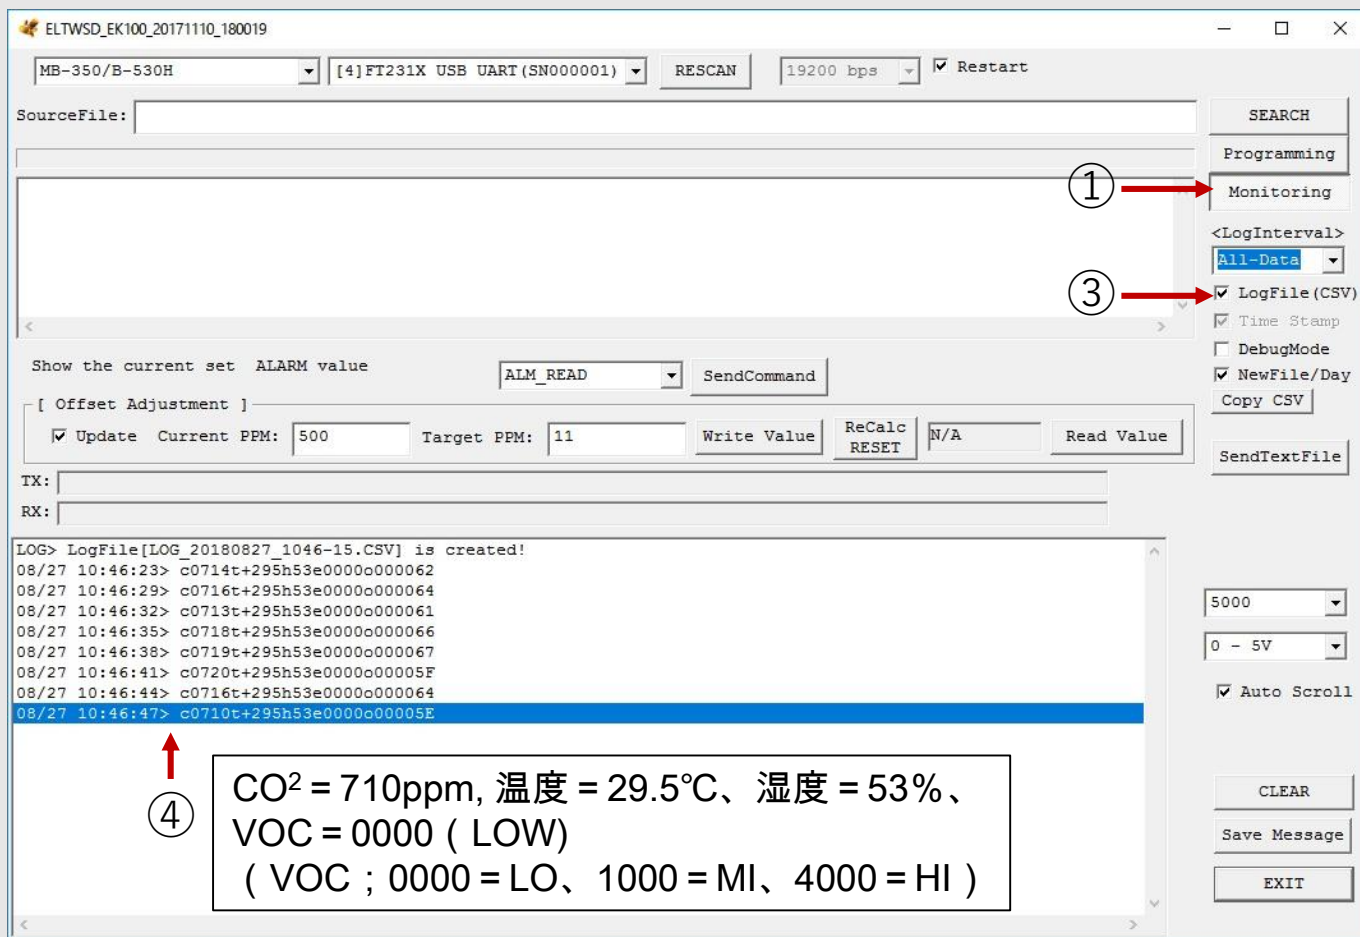 ELTWSD_EK100_20171110_180019
MB-350/B-530H [4]FT231X USB UART(SN000001) RESCAN 19200 bps Restart
SourceFile: SEARCH
Programming
① Monitoring
<LogInterval>
All-Data
③ LogFile(CSV)
Time Stamp
DebugMode
NewFile/Day
Copy CSV
SendTextFile
Show the current set ALARM value ALM_READ SendCommand
[ Offset Adjustment ]
Update Current PPM: 500 Target PPM: 11 Write Value ReCalc RESET N/A Read Value
TX:
RX:
LOG> LogFile[LOG_20180827_1046-15.CSV] is created!
08/27 10:46:23> c0714t+295h53e0000o000062
08/27 10:46:29> c0716t+295h53e0000o000064
08/27 10:46:32> c0713t+295h53e0000o000061
08/27 10:46:35> c0718t+295h53e0000o000066
08/27 10:46:38> c0719t+295h53e0000o000067
08/27 10:46:41> c0720t+295h53e0000o00005F
08/27 10:46:44> c0716t+295h53e0000o000064
08/27 10:46:47> c0710t+295h53e0000o00005E
5000
0 - 5V
Auto Scroll
④
CO²=710ppm, 温度=29.5℃、湿度=53%、
VOC=0000 ( LOW)
( VOC ; 0000=LO、1000=MI、4000=HI )
CLEAR
Save Message
EXIT